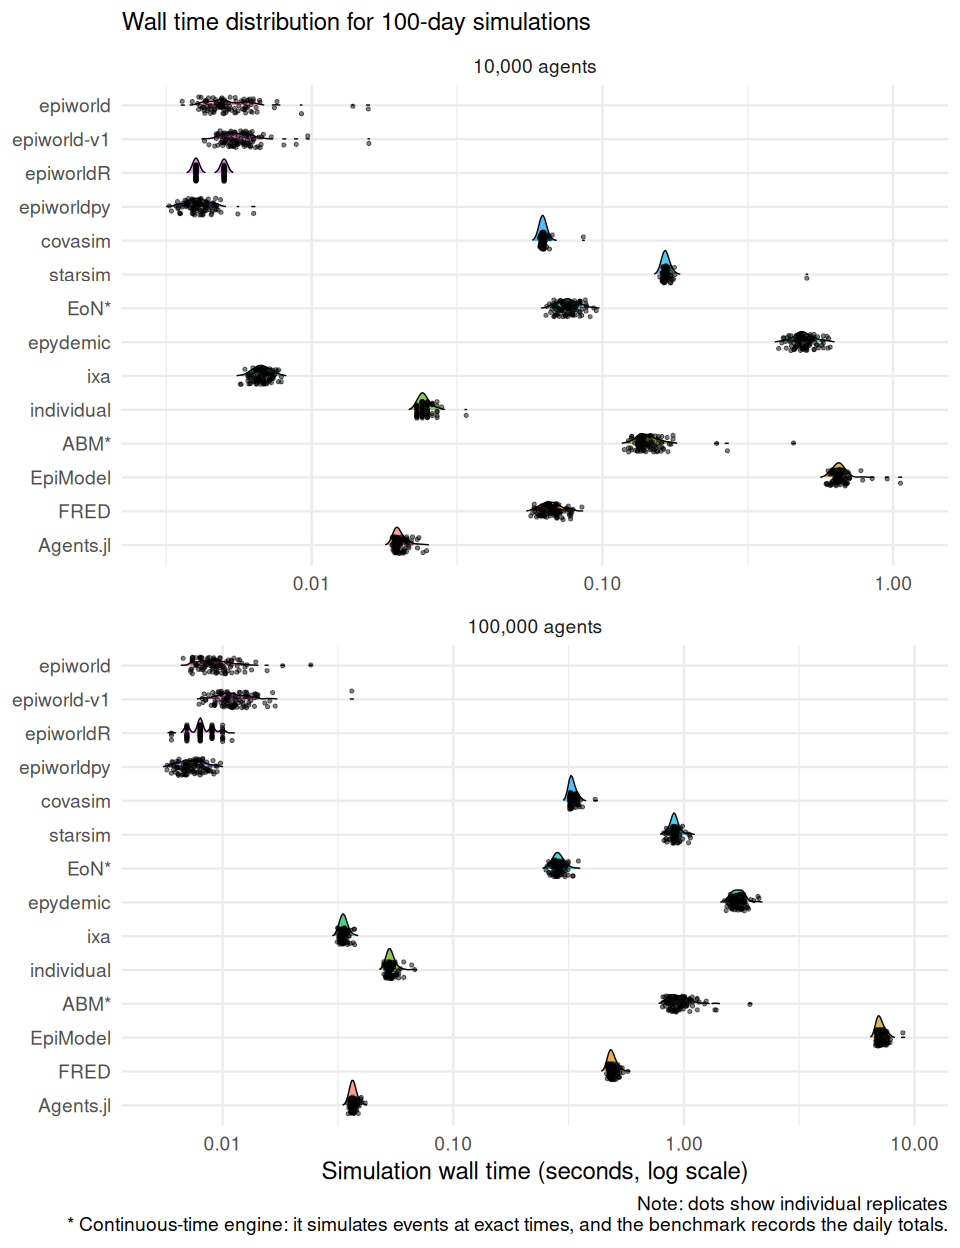 Wall time distribution for 100-day simulations
10,000 agents
epiworld
epiworld-v1
epiworldR
epiworldpy
covasim
starsim
EoN*
epydemic
ixa
individual
ABM*
EpiModel
FRED
Agents.jl
0.01 0.10 1.00
100,000 agents
epiworld
epiworld-v1
epiworldR
epiworldpy
covasim
starsim
EoN*
epydemic
ixa
individual
ABM*
EpiModel
FRED
Agents.jl
0.01 0.10 1.00 10.00
Simulation wall time (seconds, log scale)
Note: dots show individual replicates
* Continuous-time engine: it simulates events at exact times, and the benchmark records the daily totals.